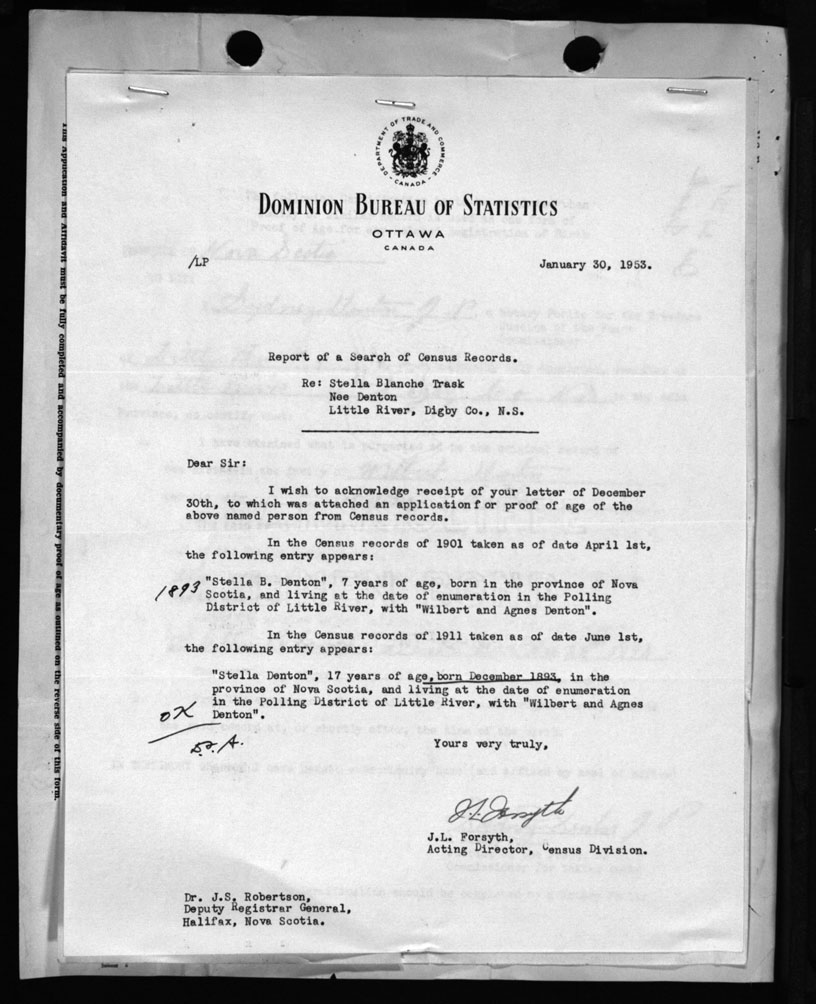 DEPARTMENT OF TRADE AND COMMERCE
- CANADA -
DOMINION BUREAU OF STATISTICS
OTTAWA
CANADA
/LP
January 30, 1953.
Report of a Search of Census Records.
Re: Stella Blanche Trask
Nee Denton
Little River, Digby Co., N.S.
Dear Sir:
I wish to acknowledge receipt of your letter of December
30th, to which was attached an application for proof of age of the
above named person from Census records.
In the Census records of 1901 taken as of date April 1st,
the following entry appears:
1893
"Stella B. Denton", 7 years of age, born in the province of Nova
Scotia, and living at the date of enumeration in the Polling
District of Little River, with "Wilbert and Agnes Denton".
In the Census records of 1911 taken as of date June 1st,
the following entry appears:
"Stella Denton", 17 years of age, born December 1893, in the
province of Nova Scotia, and living at the date of enumeration
in the Polling District of Little River, with "Wilbert and Agnes
Denton".
OK
Yours very truly,
J.L. Forsyth
J.L. Forsyth,
Acting Director, Census Division.
Dr. J.S. Robertson,
Deputy Registrar General,
Halifax, Nova Scotia.
This Application and Affidavit must be fully completed and accompanied by documentary proof of age as outlined on the reverse side of this form.